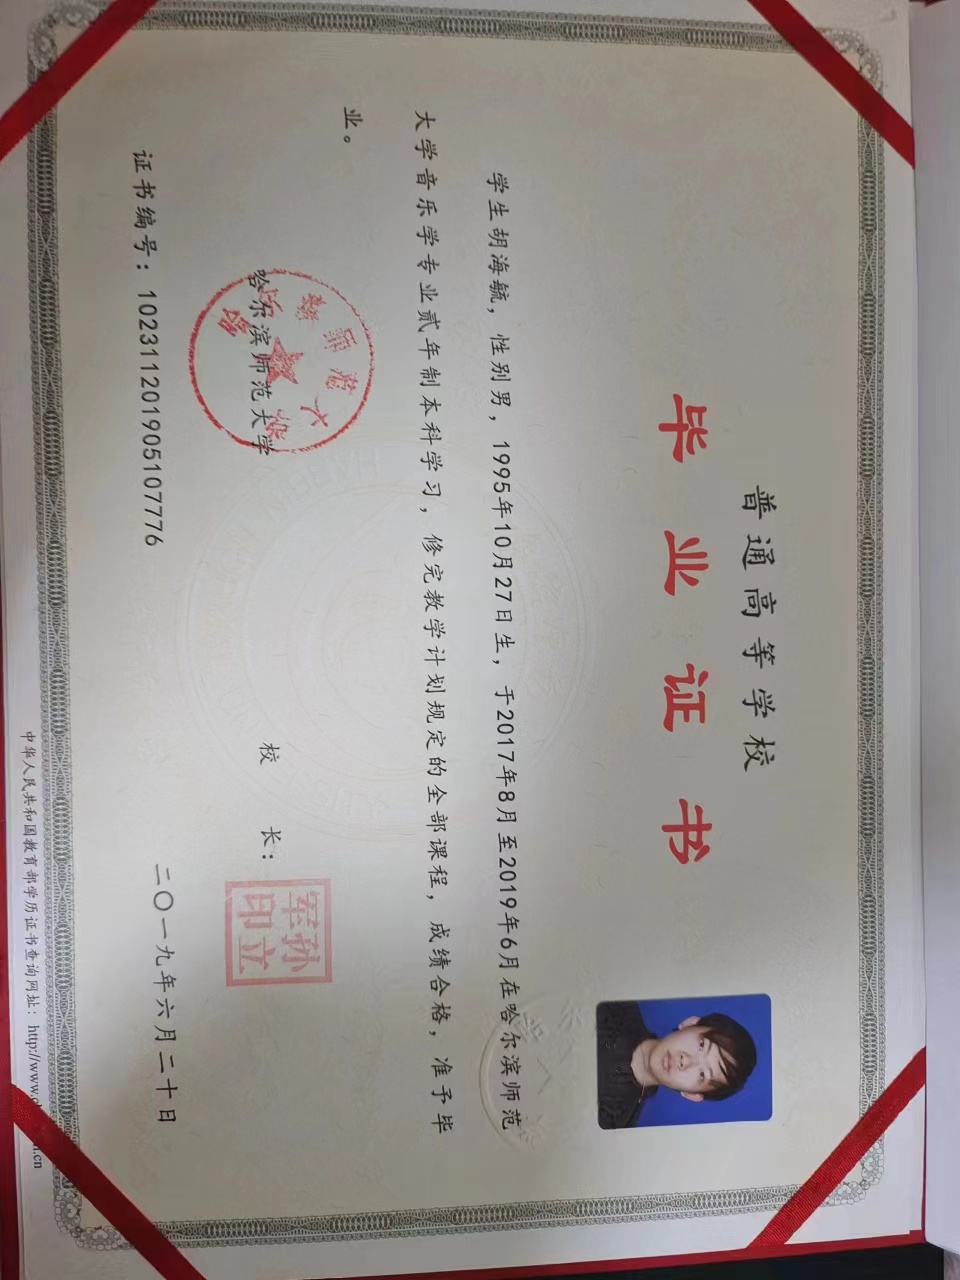 普通高等学校
毕业证书
学生胡海毓，性别男，1995年10月27日生，于2017年8月至2019年6月在哈尔滨师范
大学音乐学专业贰年制本科学习，修完教学计划规定的全部课程，成绩合格，准予毕
业。
哈尔滨师范大学
校 长：
孙立军印
证书编号：102311201905107776
二〇一九年六月二十日
中华人民共和国教育部学历证书查询网址：http://www.